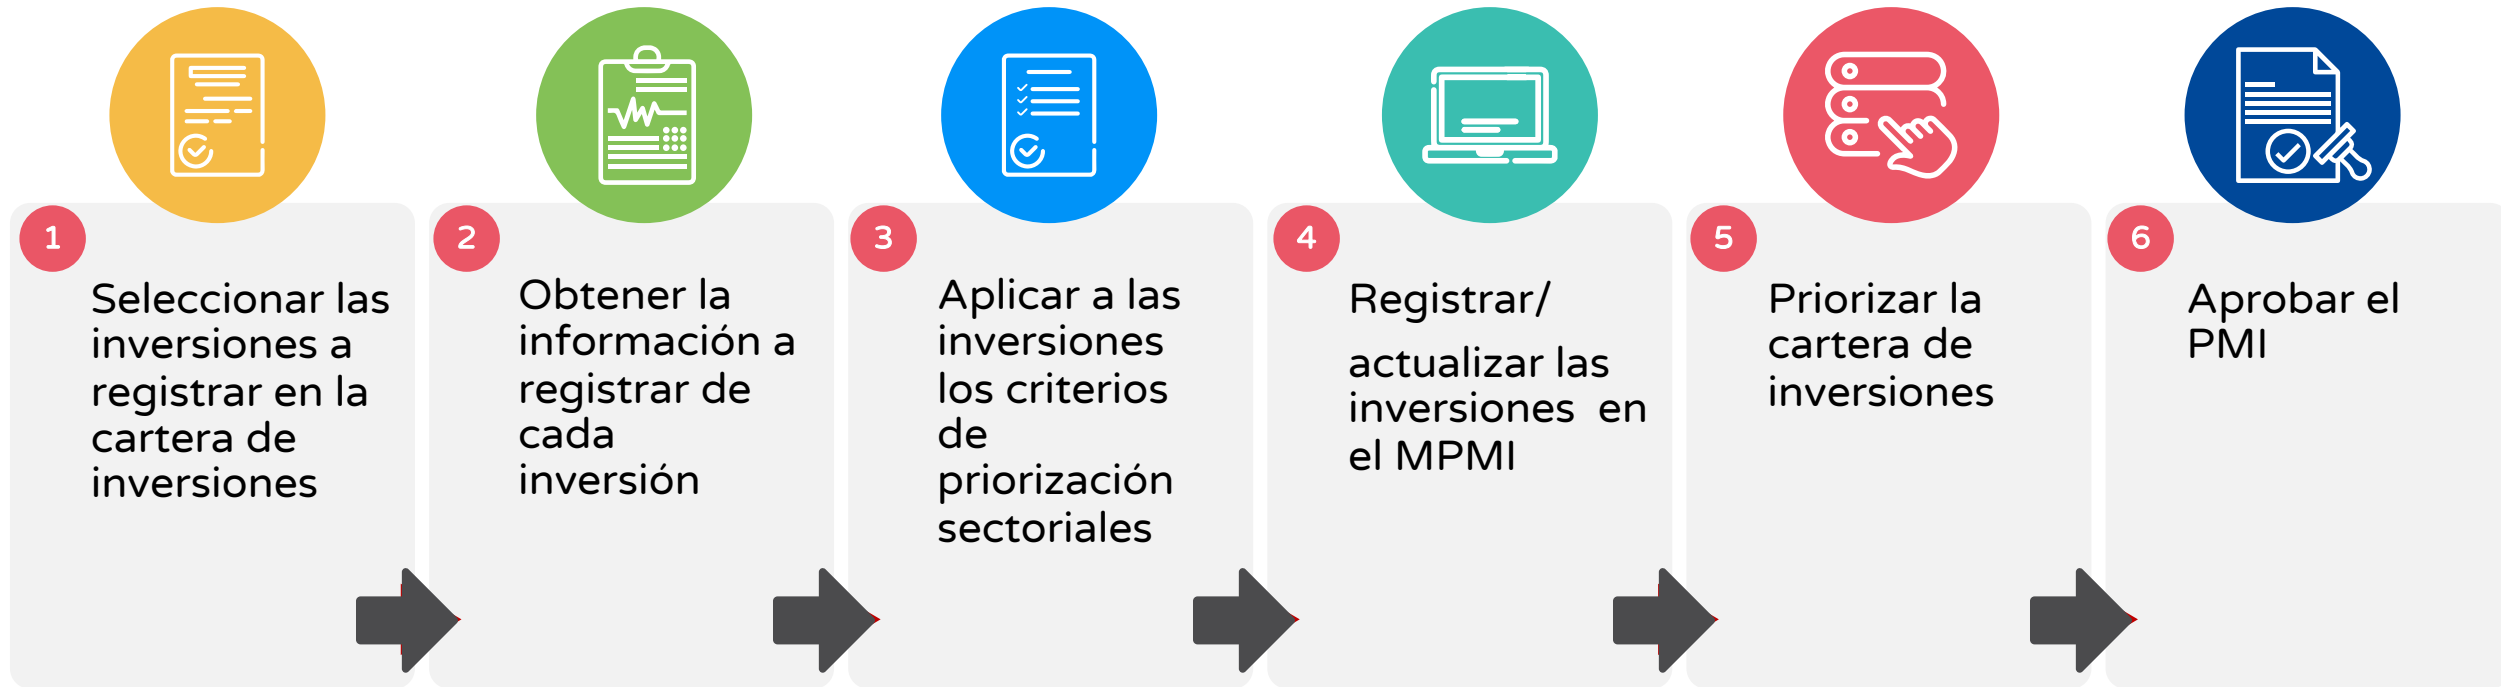 1
Seleccionar las
inversiones a
registrar en la
cartera de
inversiones
2
Obtener la
información a
registrar de
cada
inversión
3
Aplicar a las
inversiones
los criterios
de
priorización
sectoriales
4
Registrar/
actualizar las
inversiones en
el MPMI
5
Priorizar la
cartera de
inversiones
6
Aprobar el
PMI